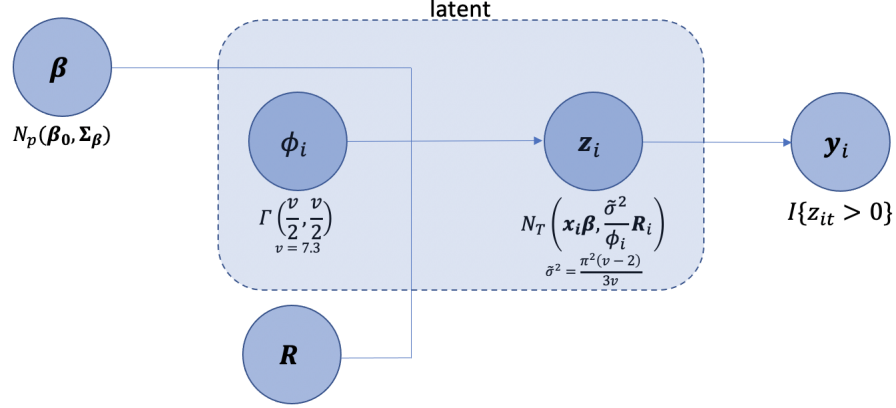 latent
β
N_p(β₀, Σ_β)
ϕ_i
Γ(v/2, v/2)
v = 7.3
z_i
N_T(x_iβ, σ̃²/ϕ_i R_i)
σ̃² = π²(v − 2)/3v
y_i
I{z_it > 0}
R